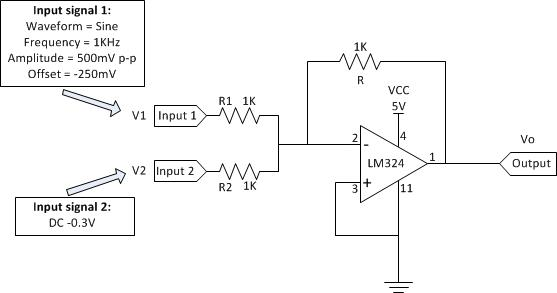 Input signal 1:
Waveform = Sine
Frequency = 1KHz
Amplitude = 500mV p-p
Offset = -250mV
1K
R
VCC
5V
R1 1K
V1
Input 1
Vo
2
-
4
LM324
1
Output
V2
Input 2
R2 1K
3
+
11
Input signal 2:
DC -0.3V